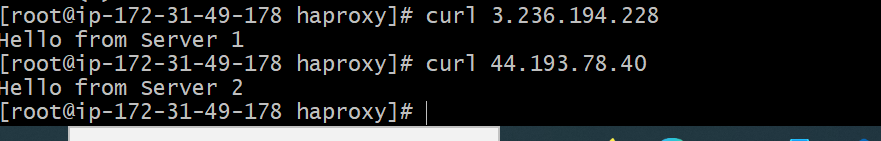 [root@ip-172-31-49-178 haproxy]# curl 3.236.194.228
Hello from Server 1
[root@ip-172-31-49-178 haproxy]# curl 44.193.78.40
Hello from Server 2
[root@ip-172-31-49-178 haproxy]#